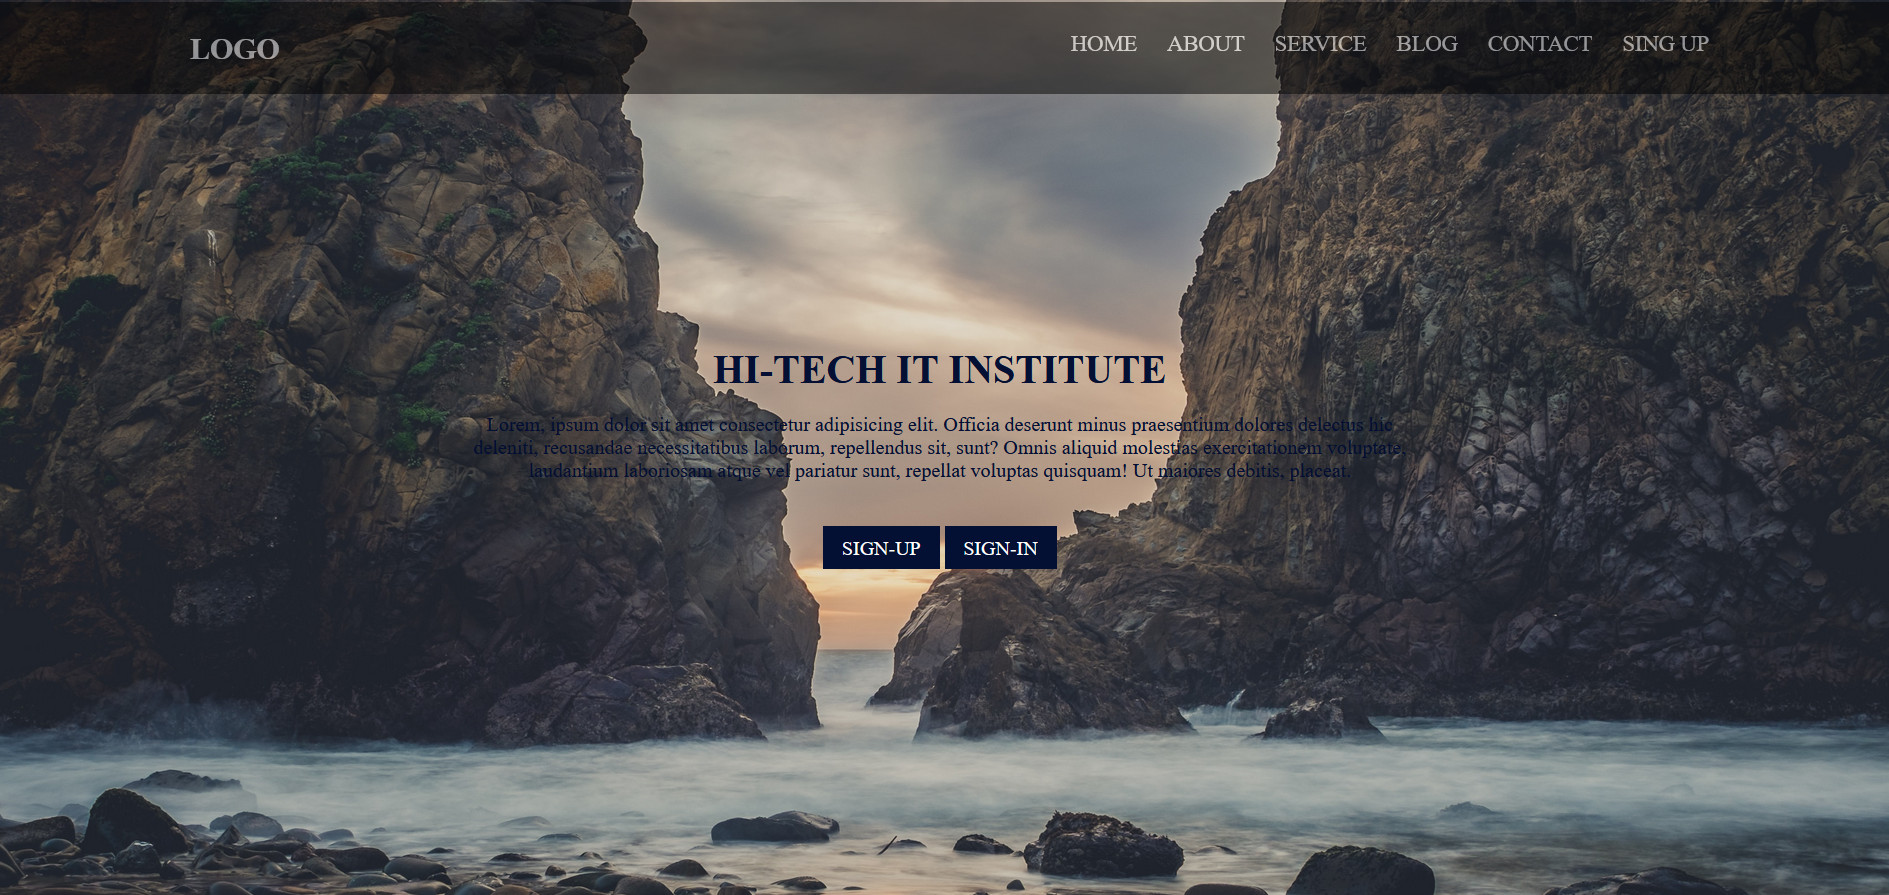 LOGO
HOME ABOUT SERVICE BLOG CONTACT SING UP
HI-TECH IT INSTITUTE
Lorem, ipsum dolor sit amet consectetur adipisicing elit. Officia deserunt minus praesentium dolores delectus hic
deleniti, recusandae necessitatibus laborum, repellendus sit, sunt? Omnis aliquid molestias exercitationem voluptate,
laudantium laboriosam atque vel pariatur sunt, repellat voluptas quisquam! Ut maiores debitis, placeat.
SIGN-UP SIGN-IN